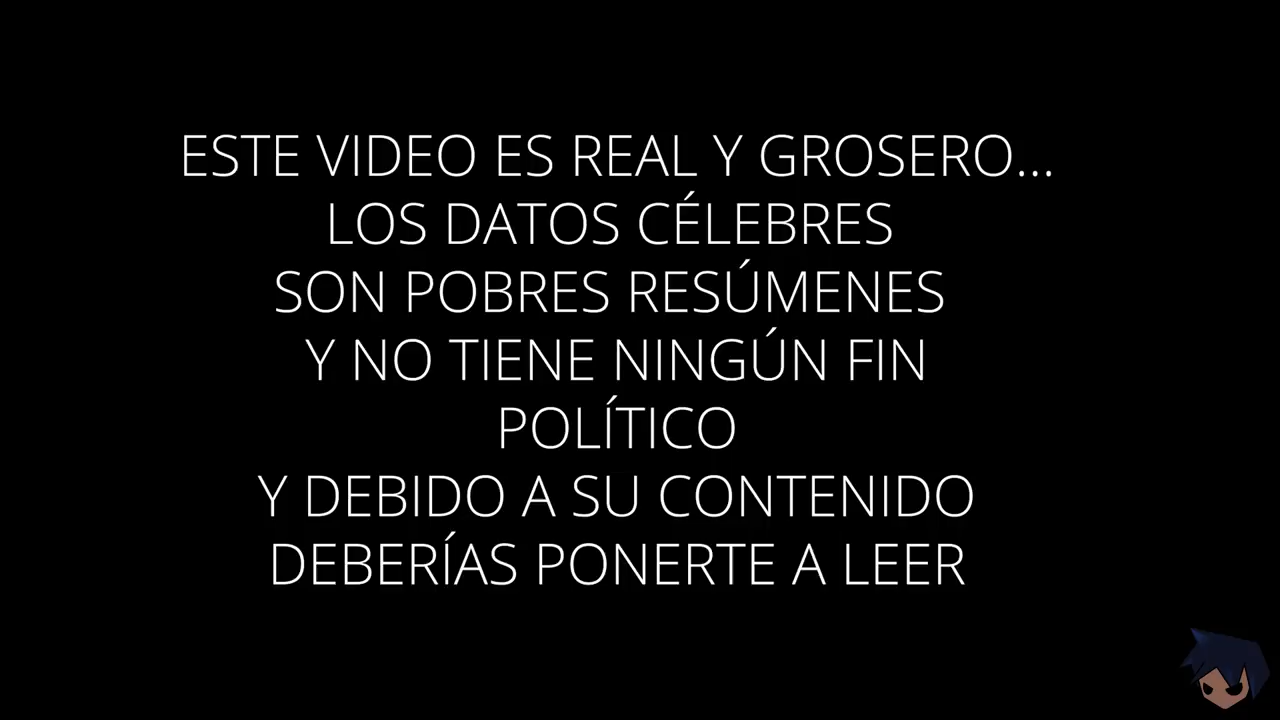 ESTE VIDEO ES REAL Y GROSERO...
LOS DATOS CÉLEBRES
SON POBRES RESÚMENES
Y NO TIENE NINGÚN FIN
POLÍTICO
Y DEBIDO A SU CONTENIDO
DEBERÍAS PONERTE A LEER